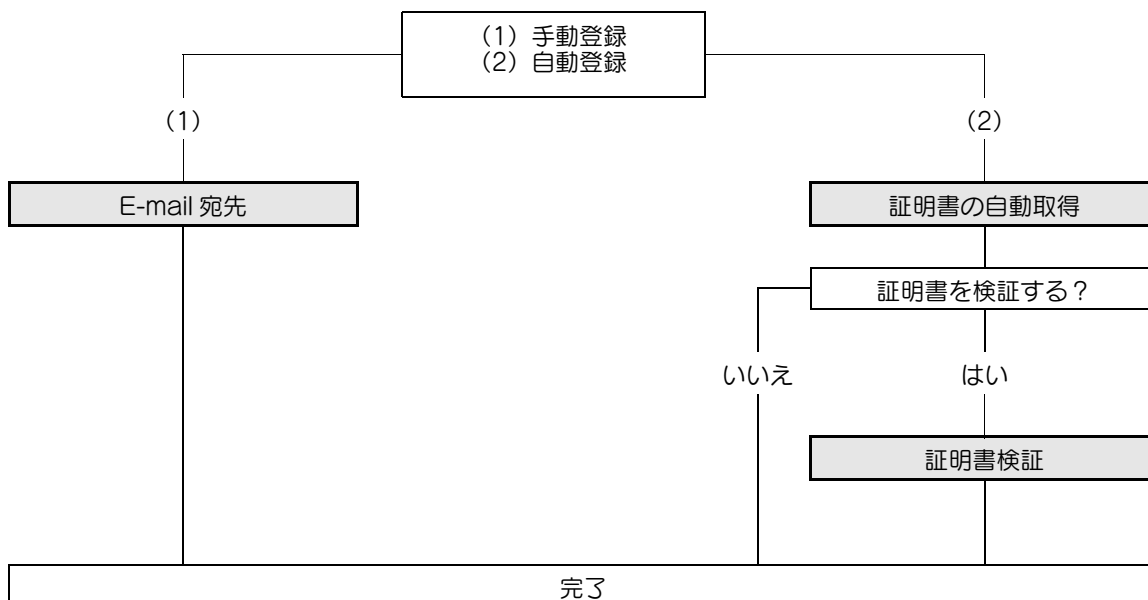 (1) 手動登録
(2) 自動登録
(1)
(2)
E-mail 宛先
証明書の自動取得
証明書を検証する？
いいえ
はい
証明書検証
完了